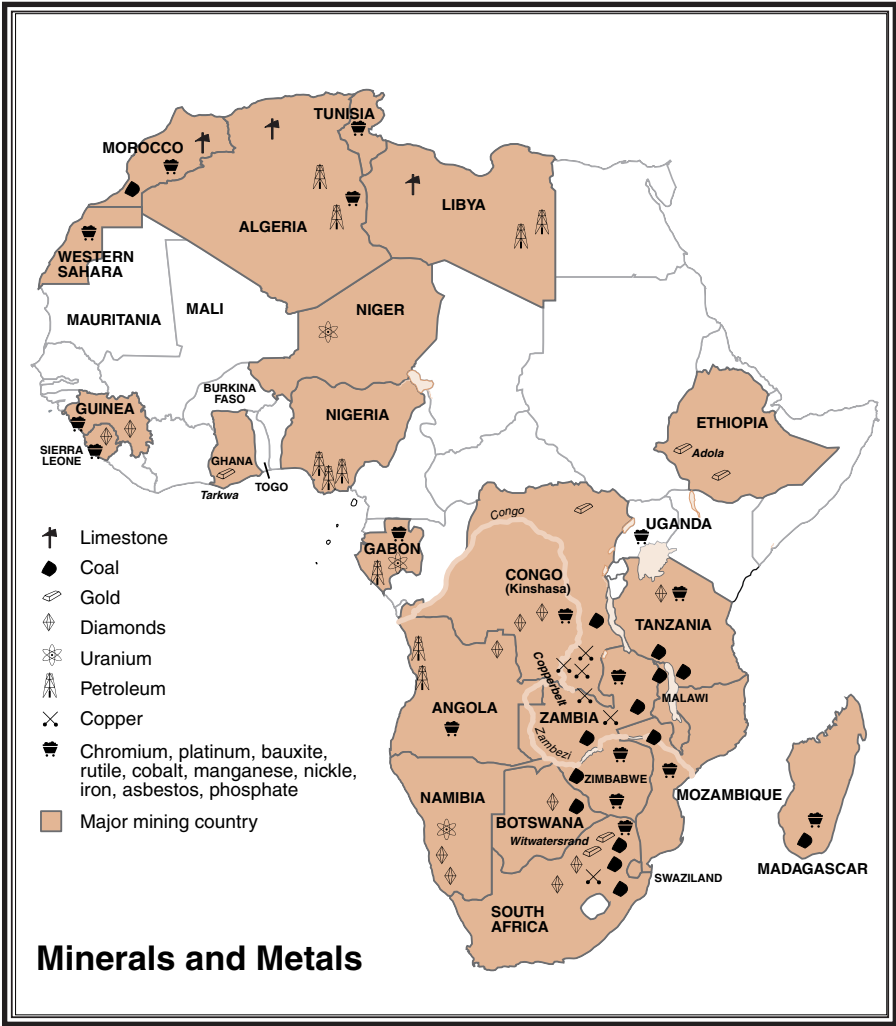 TUNISIA
MOROCCO
LIBYA
ALGERIA
WESTERN
SAHARA
MALI
NIGER
MAURITANIA
BURKINA
FASO
GUINEA
NIGERIA
ETHIOPIA
SIERRA
LEONE
GHANA
Adola
Tarkwa
TOGO
Congo
UGANDA
GABON
CONGO
(Kinshasa)
TANZANIA
Copperbelt
MALAWI
ANGOLA
ZAMBIA
Zambezi
ZIMBABWE
NAMIBIA
MOZAMBIQUE
BOTSWANA
Witwatersrand
MADAGASCAR
SWAZILAND
SOUTH
AFRICA
Limestone
Coal
Gold
Diamonds
Uranium
Petroleum
Copper
Chromium, platinum, bauxite,
rutile, cobalt, manganese, nickle,
iron, asbestos, phosphate
Major mining country
Minerals and Metals